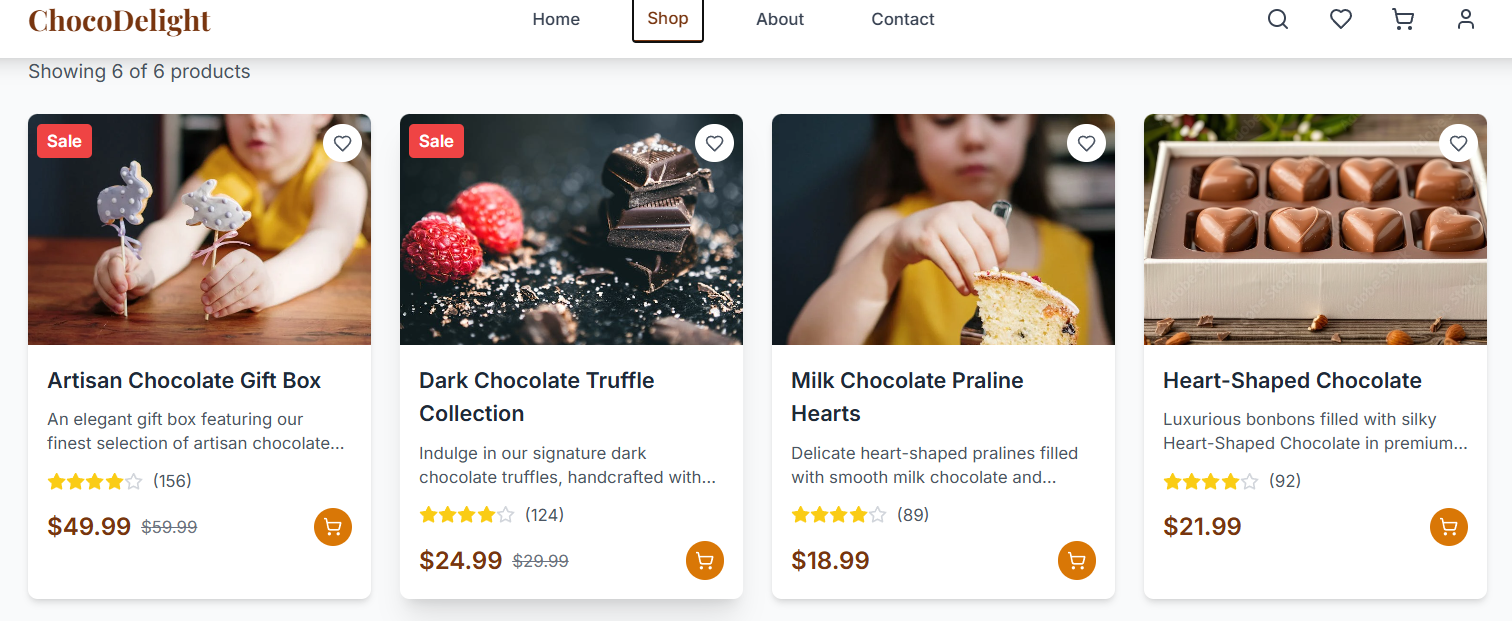 ChocoDelight
Home
Shop
About
Contact
Showing 6 of 6 products
Sale
Sale
Artisan Chocolate Gift Box
An elegant gift box featuring our
finest selection of artisan chocolate...
(156)
$49.99 $59.99
Dark Chocolate Truffle
Collection
Indulge in our signature dark
chocolate truffles, handcrafted with...
(124)
$24.99 $29.99
Milk Chocolate Praline
Hearts
Delicate heart-shaped pralines filled
with smooth milk chocolate and...
(89)
$18.99
Heart-Shaped Chocolate
Luxurious bonbons filled with silky
Heart-Shaped Chocolate in premium...
(92)
$21.99